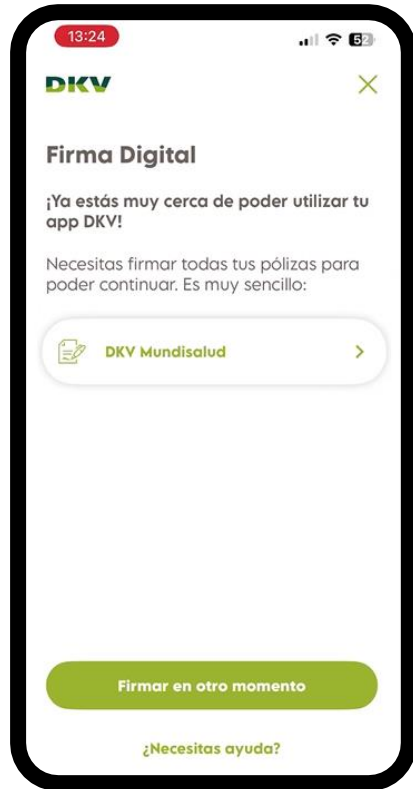 13:24
52
DKV
Firma Digital
¡Ya estás muy cerca de poder utilizar tu
app DKV!
Necesitas firmar todas tus pólizas para
poder continuar. Es muy sencillo:
DKV Mundisalud
Firmar en otro momento
¿Necesitas ayuda?